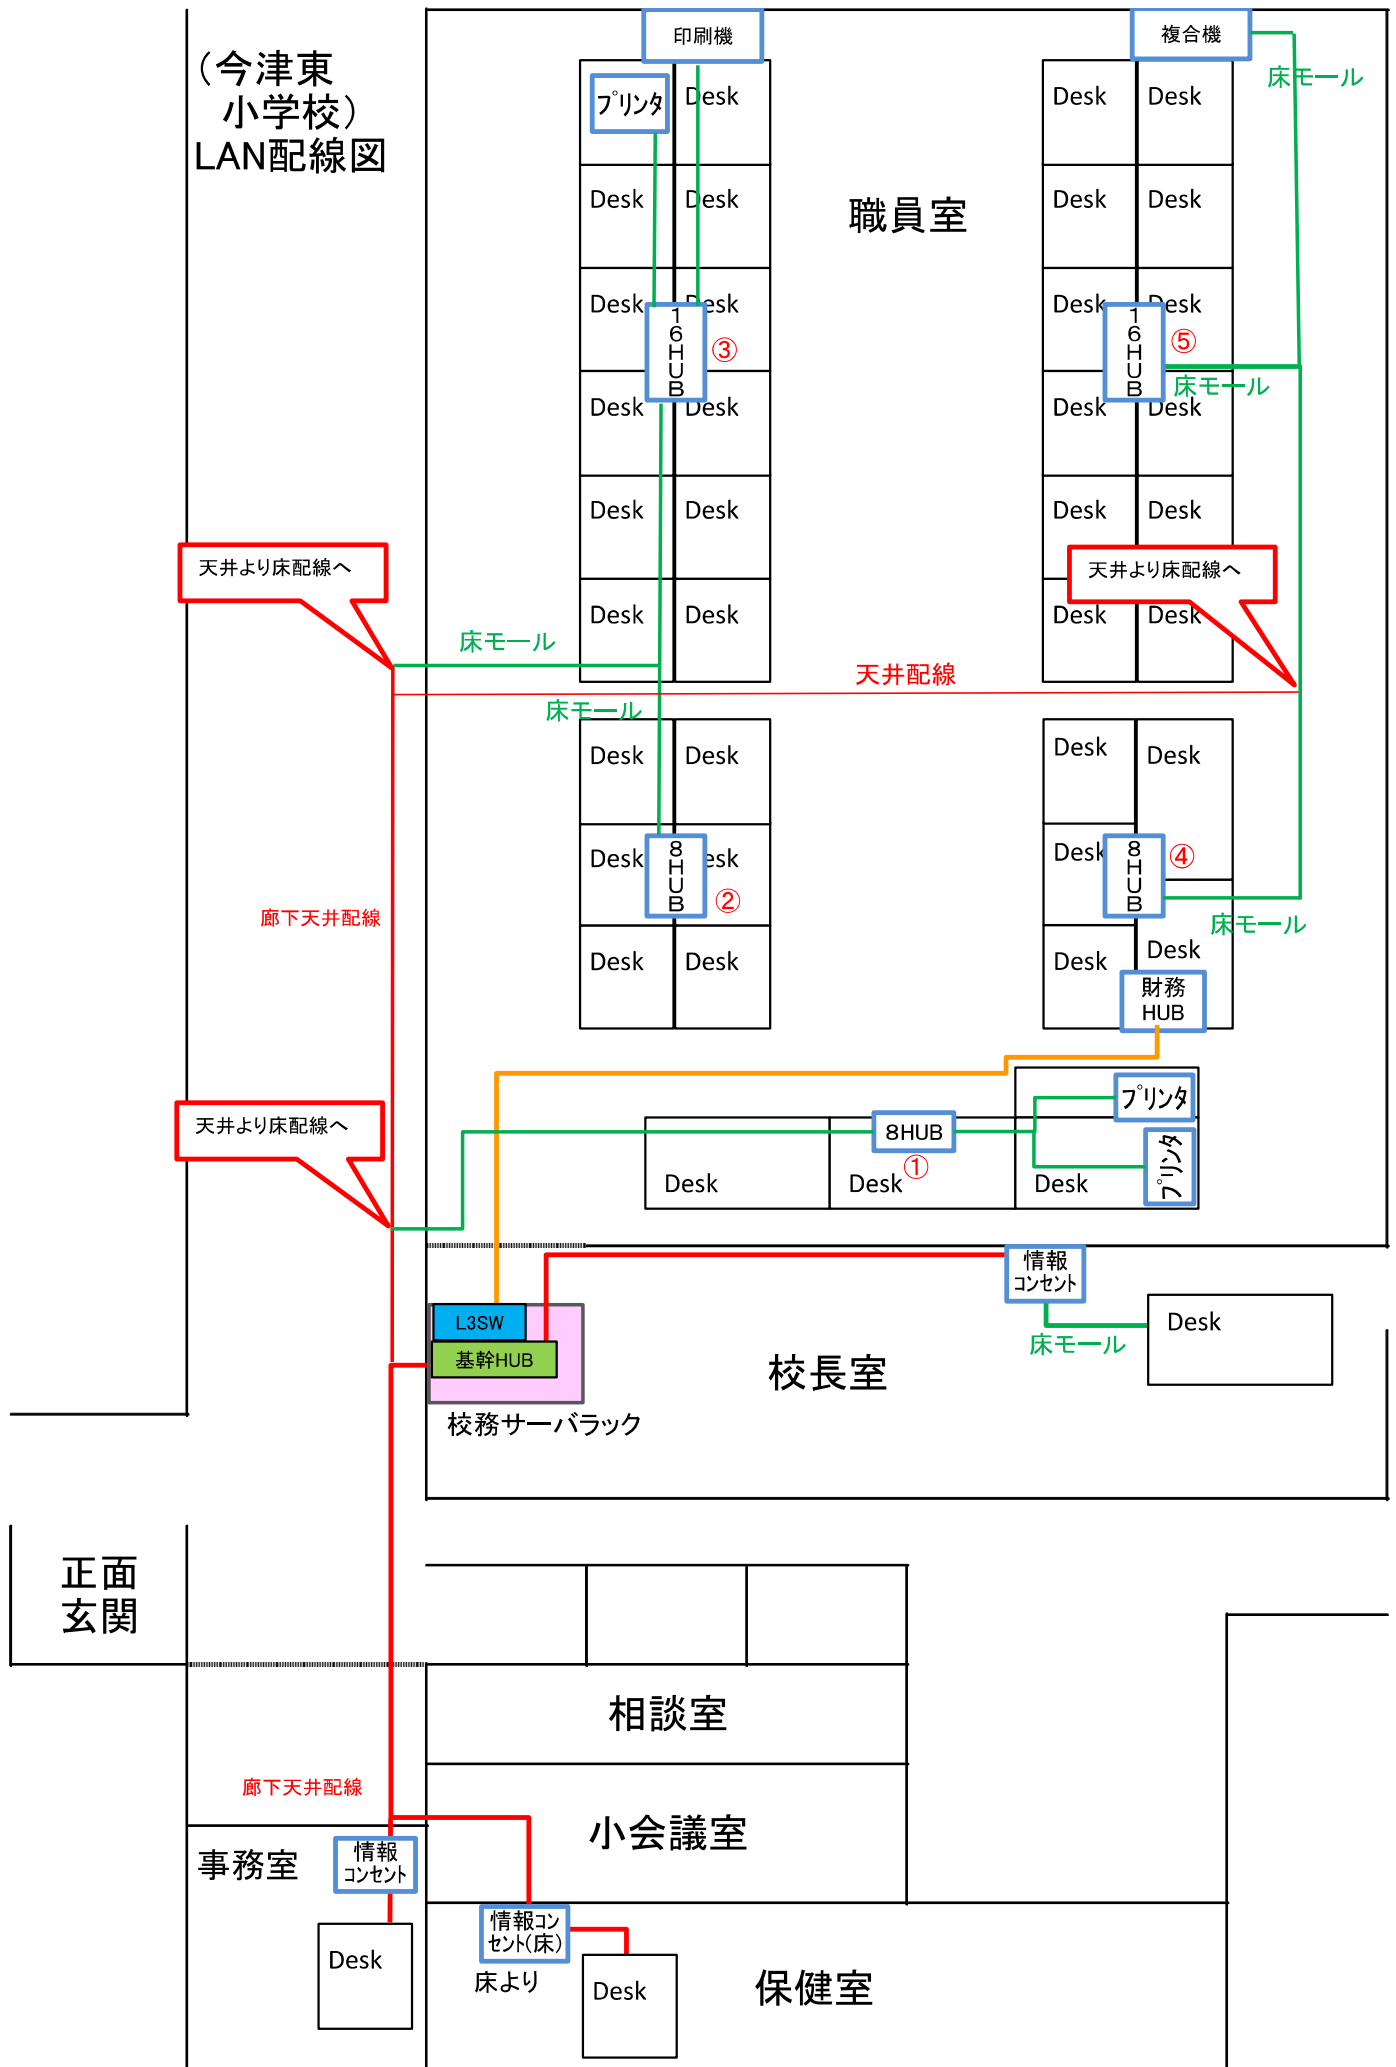 (今津東
小学校)
LAN配線図
印刷機
複合機
床モール
プリンタ
Desk
Desk
Desk
Desk
Desk
Desk
Desk
職員室
Desk
Desk
Desk
Desk
Desk
16HUB
③
16HUB
⑤
床モール
Desk
Desk
Desk
Desk
Desk
Desk
Desk
Desk
天井より床配線へ
天井より床配線へ
Desk
Desk
Desk
Desk
床モール
天井配線
床モール
Desk
Desk
Desk
Desk
Desk
Desk
Desk
8HUB
②
8HUB
④
廊下天井配線
床モール
Desk
Desk
Desk
Desk
財務
HUB
プリンタ
天井より床配線へ
8HUB
①
プリンタ
Desk
Desk
Desk
情報
コンセント
L3SW
基幹HUB
Desk
床モール
校長室
校務サーバラック
正面
玄関
相談室
廊下天井配線
小会議室
事務室
情報
コンセント
情報コン
セント(床)
床より
Desk
Desk
保健室